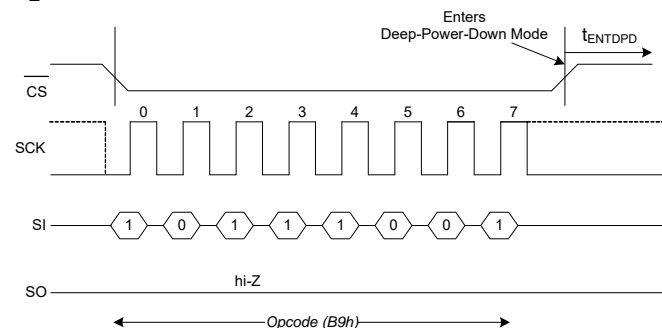 Enters
Deep-Power-Down Mode
tENTDPD
CS
0 1 2 3 4 5 6 7
SCK
SI 1 0 1 1 1 0 0 1
hi-Z
SO
Opcode (B9h)